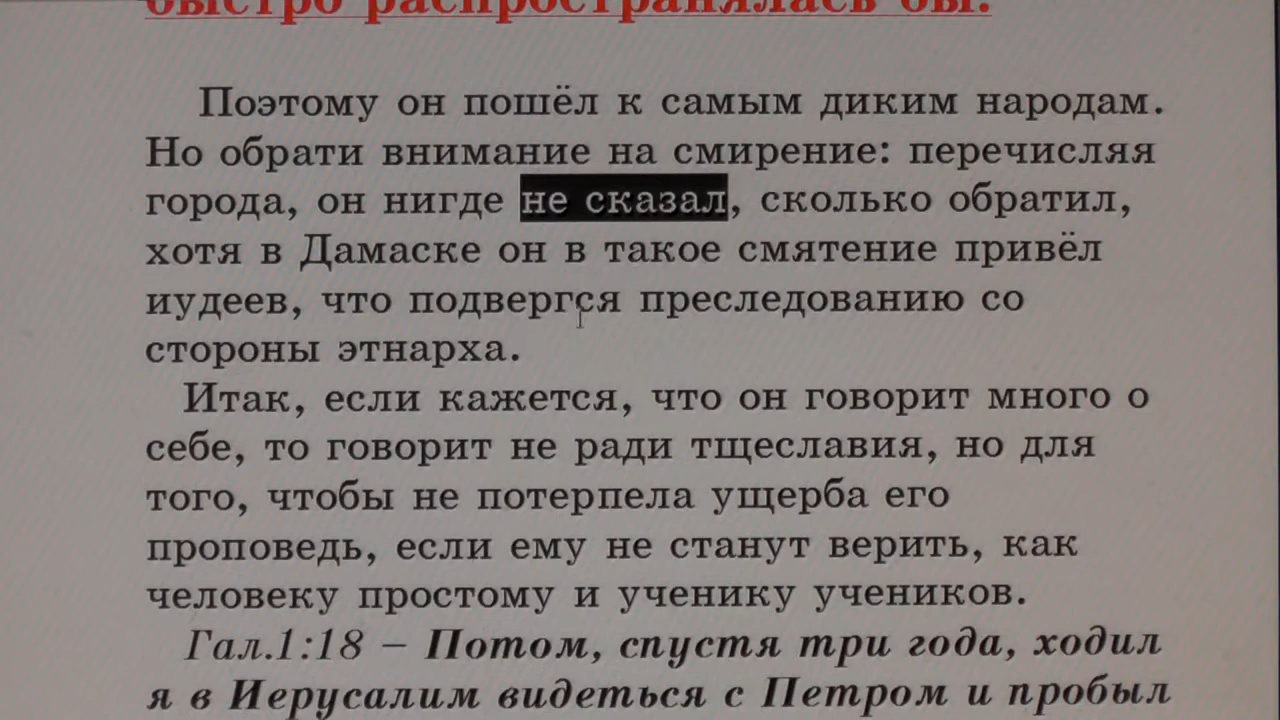 быстро распространялась бы.
Поэтому он пошёл к самым диким народам.
Но обрати внимание на смирение: перечисляя
города, он нигде не сказал, сколько обратил,
хотя в Дамаске он в такое смятение привёл
иудеев, что подвергся преследованию со
стороны этнарха.
Итак, если кажется, что он говорит много о
себе, то говорит не ради тщеславия, но для
того, чтобы не потерпела ущерба его
проповедь, если ему не станут верить, как
человеку простому и ученику учеников.
Гал.1:18 – Потом, спустя три года, ходил
я в Иерусалим видеться с Петром и пробыл